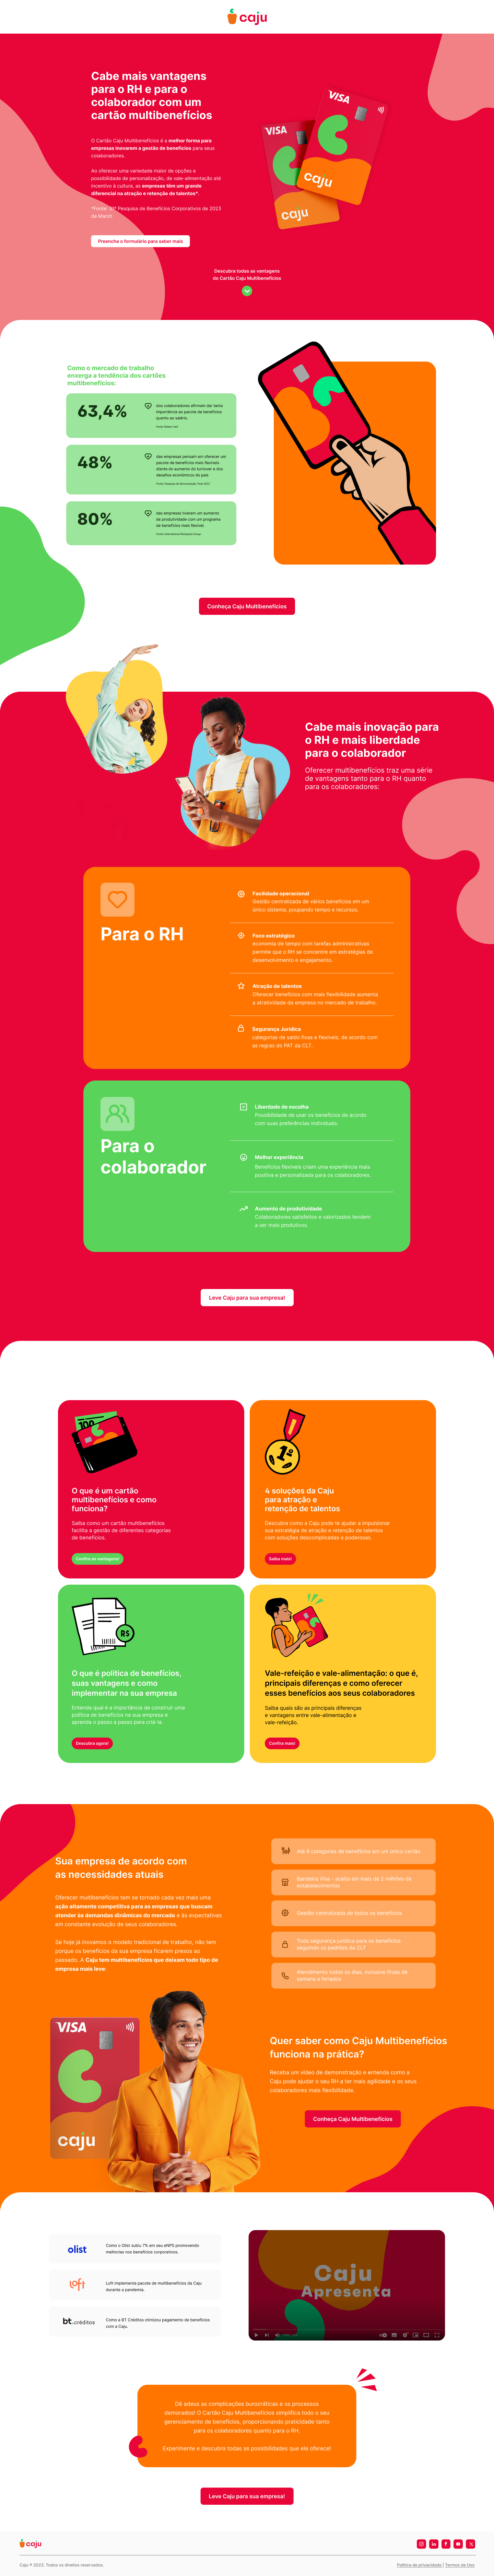 caju
Cabe mais vantagens
para o RH e para o
colaborador com um
cartão multibenefícios
O Cartão Caju Multibenefícios é a melhor forma para
empresas inovarem a gestão de benefícios para seus
colaboradores.
Ao oferecer uma variedade maior de opções e
possibilidade de personalização, de vale-alimentação até
incentivo à cultura, as empresas têm um grande
diferencial na atração e retenção de talentos*
Pesquisa de Benefícios Corporativos de 2023
da Marsh
Preencha o formulário para saber mais
VISA
VISA
caju
caju
Descubra todas as vantagens
do Cartão Caju Multibenefícios
Como o mercado de trabalho
enxerga a tendência dos cartões
multibenefícios:
63,4%
dos colaboradores afirmam dar tanta
importância ao pacote de benefícios
quanto ao salário.
48%
das empresas pensam em oferecer um
pacote de benefícios mais flexíveis
diante do aumento do turnover e dos
desafios econômicos do país.
80%
das empresas tiveram um aumento
da produtividade com um programa
de benefícios mais flexível
Conheça Caju Multibenefícios
Cabe mais inovação para
o RH e mais liberdade
para o colaborador
Oferecer multibenefícios traz uma série
de vantagens tanto para o RH quanto
para os colaboradores:
Para o RH
Facilidade operacional
Gestão centralizada de vários benefícios em um
único sistema, poupando tempo e recursos.
Foco estratégico
economia de tempo com tarefas administrativas
permite que o RH se concentre em estratégias de
desenvolvimento e engajamento.
Atração de talentos
Oferecer benefícios com mais flexibilidade aumenta
a atratividade da empresa no mercado de trabalho.
Segurança Jurídica
categorias de saldo fixas e flexíveis, de acordo com
as regras do PAT da CLT.
Para o
colaborador
Liberdade de escolha
Possibilidade de usar os benefícios de acordo
com suas preferências individuais.
Melhor experiência
Benefícios flexíveis criam uma experiência mais
positiva e personalizada para os colaboradores.
Aumento de produtividade
Colaboradores satisfeitos e valorizados tendem
a ser mais produtivos.
Leve Caju para sua empresa!
100
O que é um cartão
multibenefícios e como
funciona?
Saiba como um cartão multibenefícios
facilita a gestão de diferentes categorias
de benefícios.
Confira as vantagens!
1º
4 soluções da Caju
para atração e
retenção de talentos
Descubra como a Caju pode te ajudar a impulsionar
sua estratégia de atração e retenção de talentos
com soluções descomplicadas e poderosas.
Saiba mais!
R$
O que é política de benefícios,
suas vantagens e como
implementar na sua empresa
Entenda qual é a importância de construir uma
política de benefícios na sua empresa e
aprenda o passo a passo para criá-la.
Descubra agora!
Vale-refeição e vale-alimentação: o que é,
principais diferenças e como oferecer
esses benefícios aos seus colaboradores
Saiba quais são as principais diferenças
e vantagens entre vale-alimentação e
vale-refeição.
Confira mais!
Sua empresa de acordo com
as necessidades atuais
Oferecer multibenefícios tem se tornado cada vez mais uma
ação altamente competitiva para as empresas que buscam
atender às demandas dinâmicas do mercado e às expectativas
em constante evolução de seus colaboradores.
Se hoje já inovamos o modelo tradicional de trabalho, não tem
porque os benefícios da sua empresa ficarem presos ao
passado. A Caju tem multibenefícios que deixam todo tipo de
empresa mais leve:
Até 8 categorias de benefícios em um único cartão
Bandeira Visa - aceita em mais de 2 milhões de
estabelecimentos
Gestão centralizada de todos os benefícios
Toda segurança jurídica para os benefícios
seguindo os padrões da CLT
Atendimento todos os dias, inclusive finais de
semana e feriados
VISA
caju
Quer saber como Caju Multibenefícios
funciona na prática?
Receba um vídeo de demonstração e entenda como a
Caju pode ajudar o seu RH a ter mais agilidade e os seus
colaboradores mais flexibilidade.
Conheça Caju Multibenefícios
olist
Como o Olist subiu 7% em seu eNPS promovendo
melhorias nos benefícios corporativos.
loft
Loft implementa pacote de multibenefícios da Caju
durante a pandemia.
bt.créditos
Como a BT Créditos otimizou pagamento de benefícios
com a Caju.
Caju
Apresenta
Dê adeus às complicações burocráticas e os processos
demorados! O Cartão Caju Multibenefícios simplifica todo o seu
gerenciamento de benefícios, proporcionando praticidade tanto
para os colaboradores quanto para o RH.
Experimente e descubra todas as possibilidades que ele oferece!
Leve Caju para sua empresa!
caju
Caju ® 2023. Todos os direitos reservados.
Política de privacidade | Termos de Uso